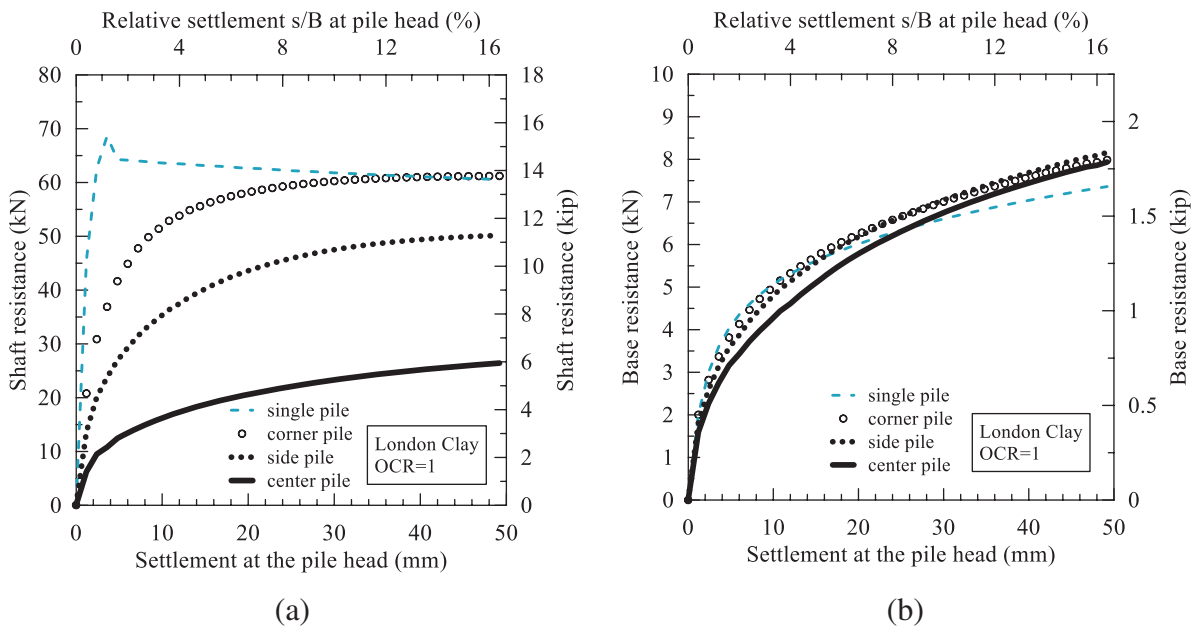 Relative settlement s/B at pile head (%)
0 4 8 12 16
80
70
60
50
40
30
20
10
0
Shaft resistance (kN)
18
16
14
12
10
8
6
4
2
0
Shaft resistance (kip)
single pile
corner pile
side pile
center pile
London Clay
OCR=1
0 10 20 30 40 50
Settlement at the pile head (mm)
(a)
Relative settlement s/B at pile head (%)
0 4 8 12 16
10
9
8
7
6
5
4
3
2
1
0
Base resistance (kN)
2
1.5
1
0.5
0
Base resistance (kip)
single pile
corner pile
side pile
center pile
London Clay
OCR=1
0 10 20 30 40 50
Settlement at the pile head (mm)
(b)